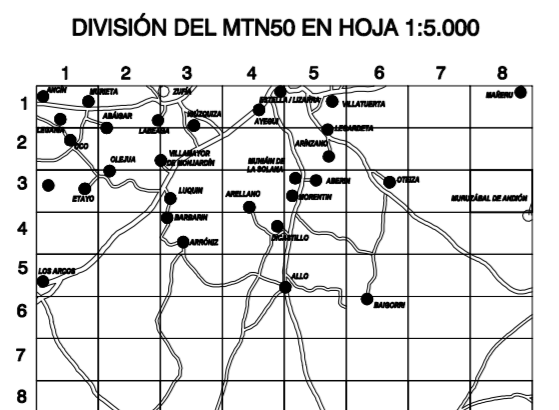 DIVISIÓN DEL MTN50 EN HOJA 1:5.000
1 2 3 4 5 6 7 8
ANCÍN
MURIETA
ZUFÍA
ESTELLA / LIZARRA
VILLATUERTA
MAÑERU
1
LEGARIA
ABÁIGAR
LABEAGA
MÚZQUIZA
AYEGUI
LEGARDETA
2
OCO
ARÍNZANO
OLEJUA
VILLAMAYOR
DE MONJARDÍN
MUNIÁIN DE
LA SOLANA
3
ETAYO
LUQUIN
ARELLANO
ABERIN
MORENTIN
OTEIZA
MURUZÁBAL DE ANDIÓN
4
BARBARIN
DICASTILLO
ARRÓNIZ
5
LOS ARCOS
ALLO
6
BAIGORRI
7
8